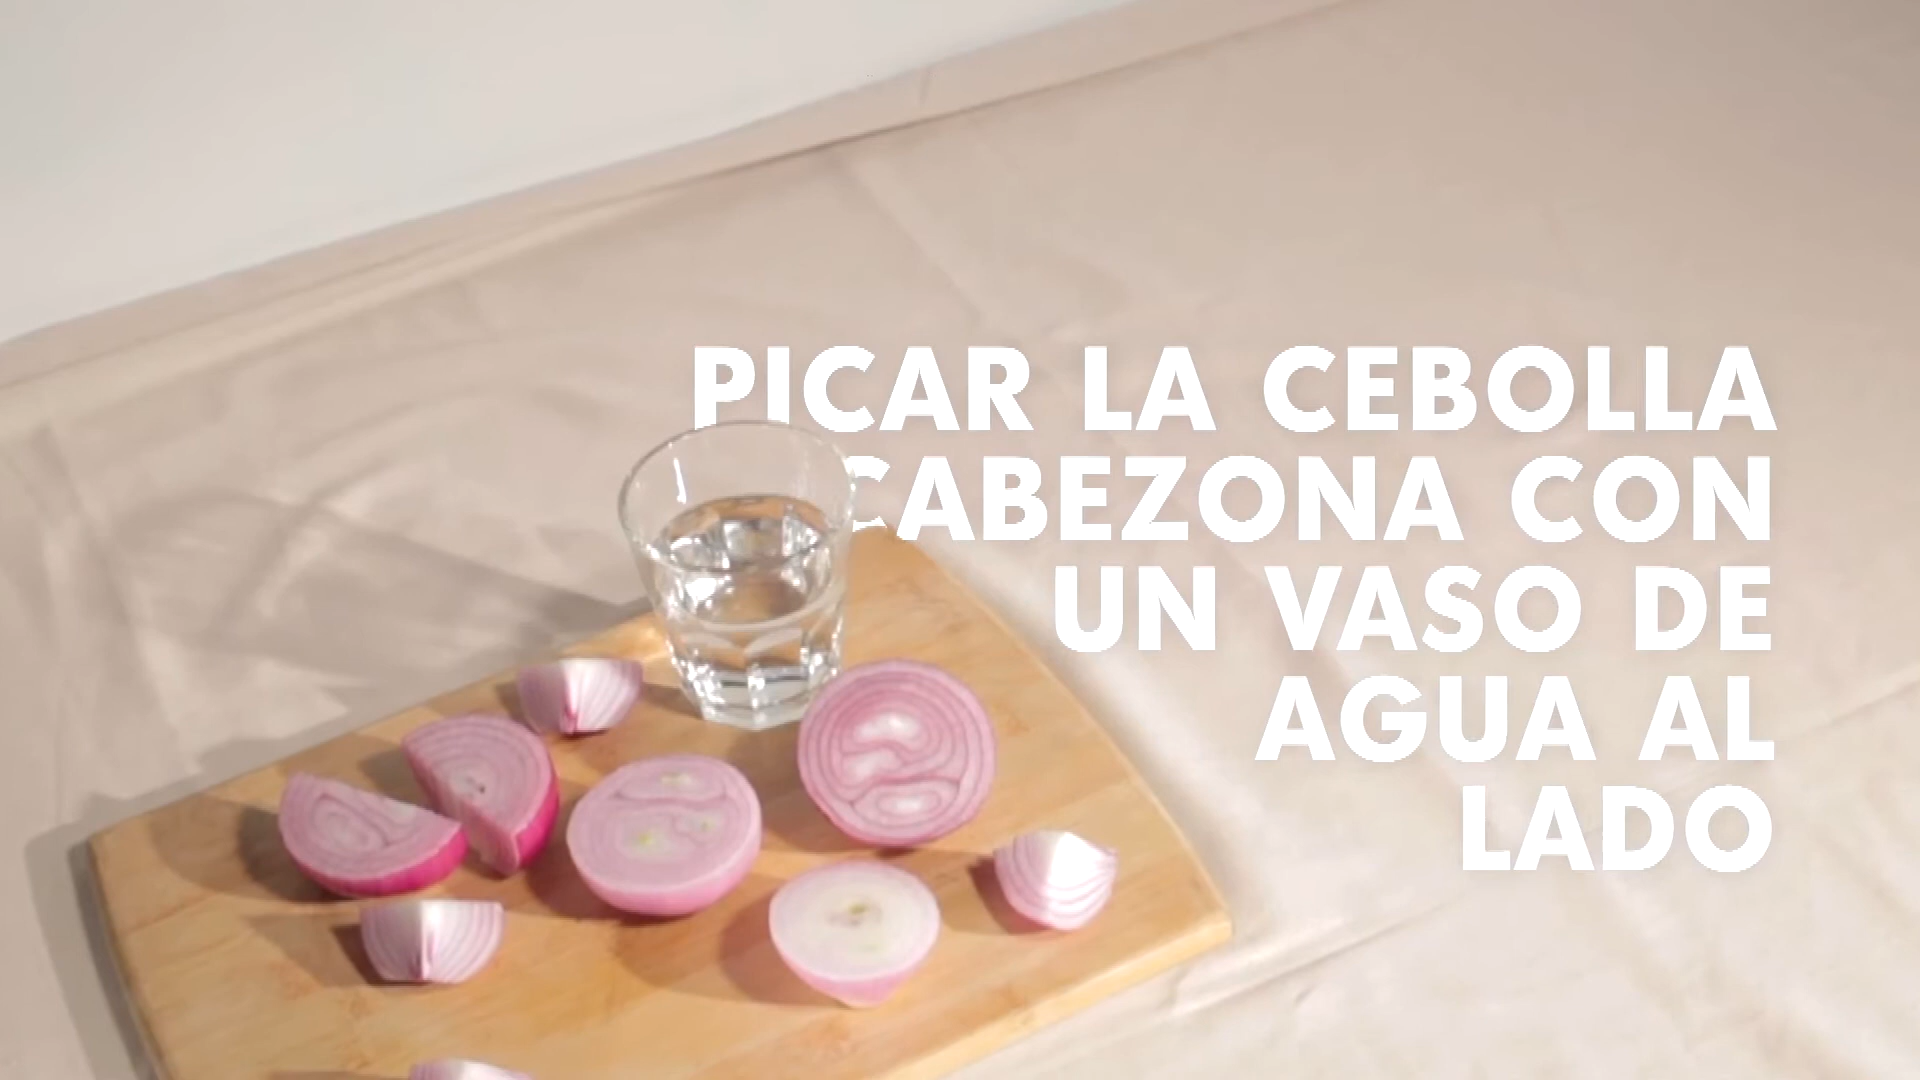 PICAR LA CEBOLLA
CABEZONA CON
UN VASO DE
AGUA AL
LADO